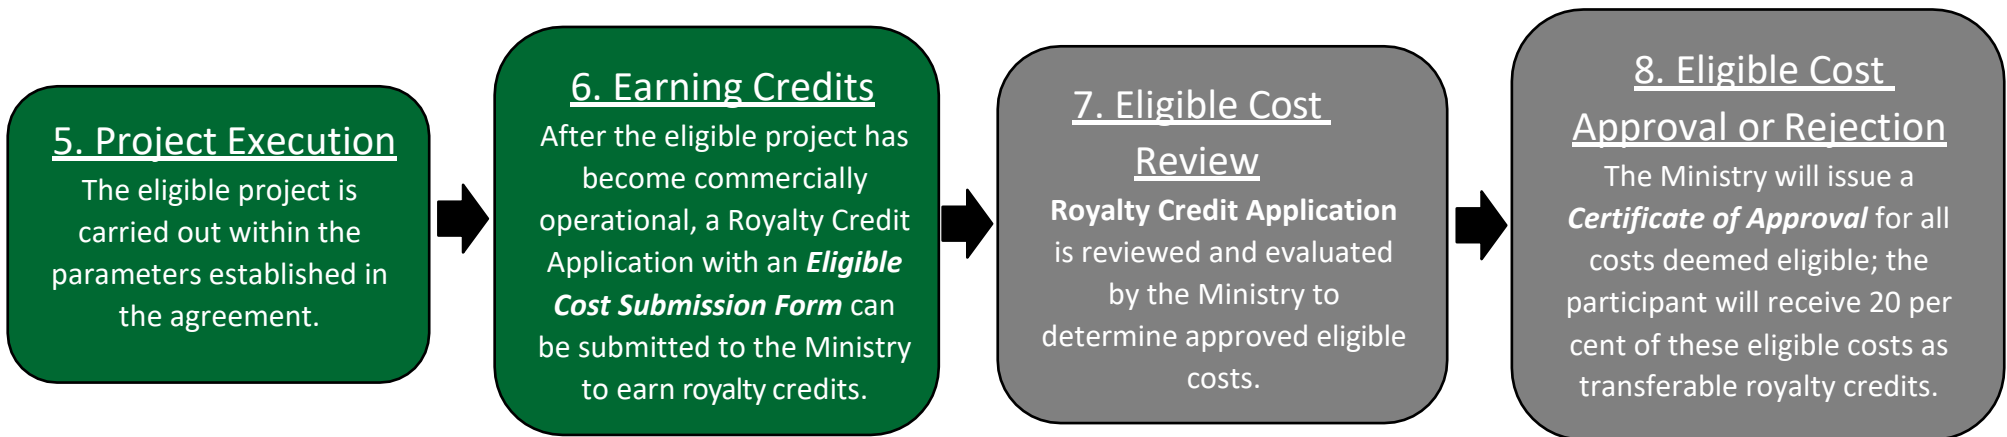 5. Project Execution
The eligible project is
carried out within the
parameters established in
the agreement.
6. Earning Credits
After the eligible project has
become commercially
operational, a Royalty Credit
Application with an Eligible
Cost Submission Form can
be submitted to the Ministry
to earn royalty credits.
7. Eligible Cost
Review
Royalty Credit Application
is reviewed and evaluated
by the Ministry to
determine approved eligible
costs.
8. Eligible Cost
Approval or Rejection
The Ministry will issue a
Certificate of Approval for all
costs deemed eligible; the
participant will receive 20 per
cent of these eligible costs as
transferable royalty credits.